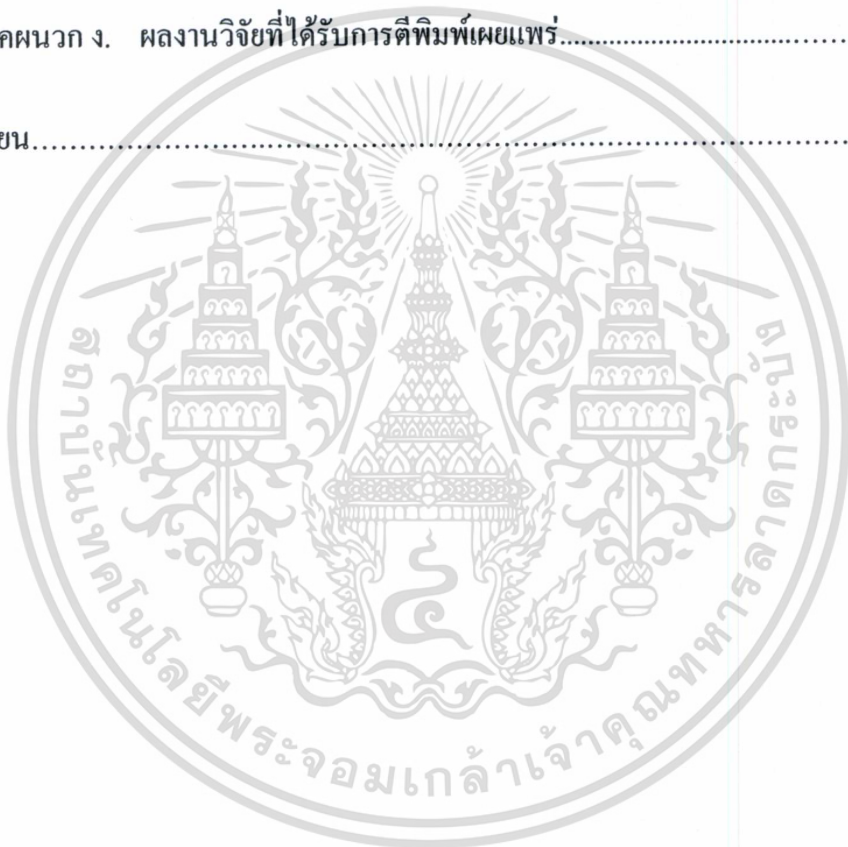 คผนวก ง. ผลงานวิจัยที่ได้รับการตีพิมพ์เผยแพร่................................................
ยน....................................................................................................
สถาบันเทคโนโลยีพระจอมเกล้าเจ้าคุณทหารลาดกระบัง
๔